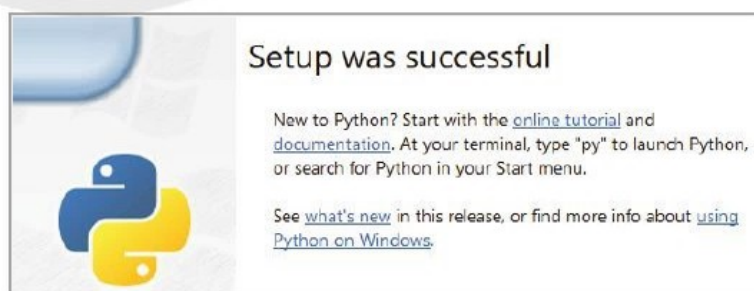 Setup was successful
New to Python? Start with the online tutorial and
documentation. At your terminal, type "py" to launch Python,
or search for Python in your Start menu.
See what's new in this release, or find more info about using
Python on Windows.